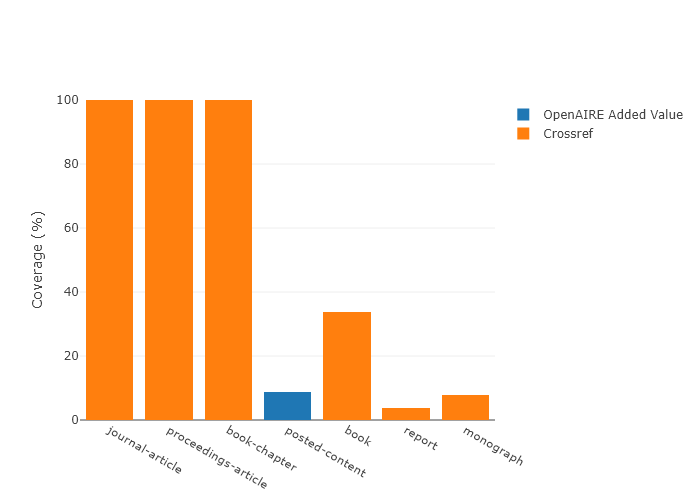 100
80
60
40
20
0
Coverage (%)
journal-article
proceedings-article
book-chapter
posted-content
book
report
monograph
OpenAIRE Added Value
Crossref